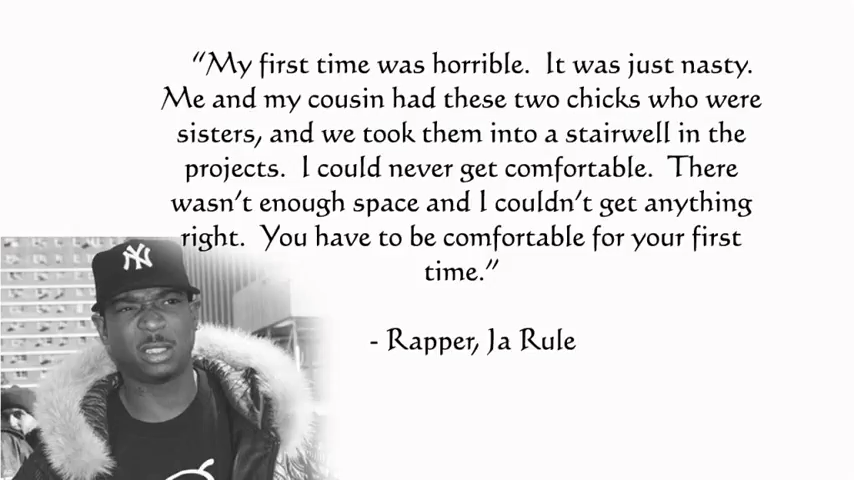 “My first time was horrible.  It was just nasty.
Me and my cousin had these two chicks who were
sisters, and we took them into a stairwell in the
projects.  I could never get comfortable.  There
wasn’t enough space and I couldn’t get anything
right.  You have to be comfortable for your first
time.”
- Rapper, Ja Rule
NY